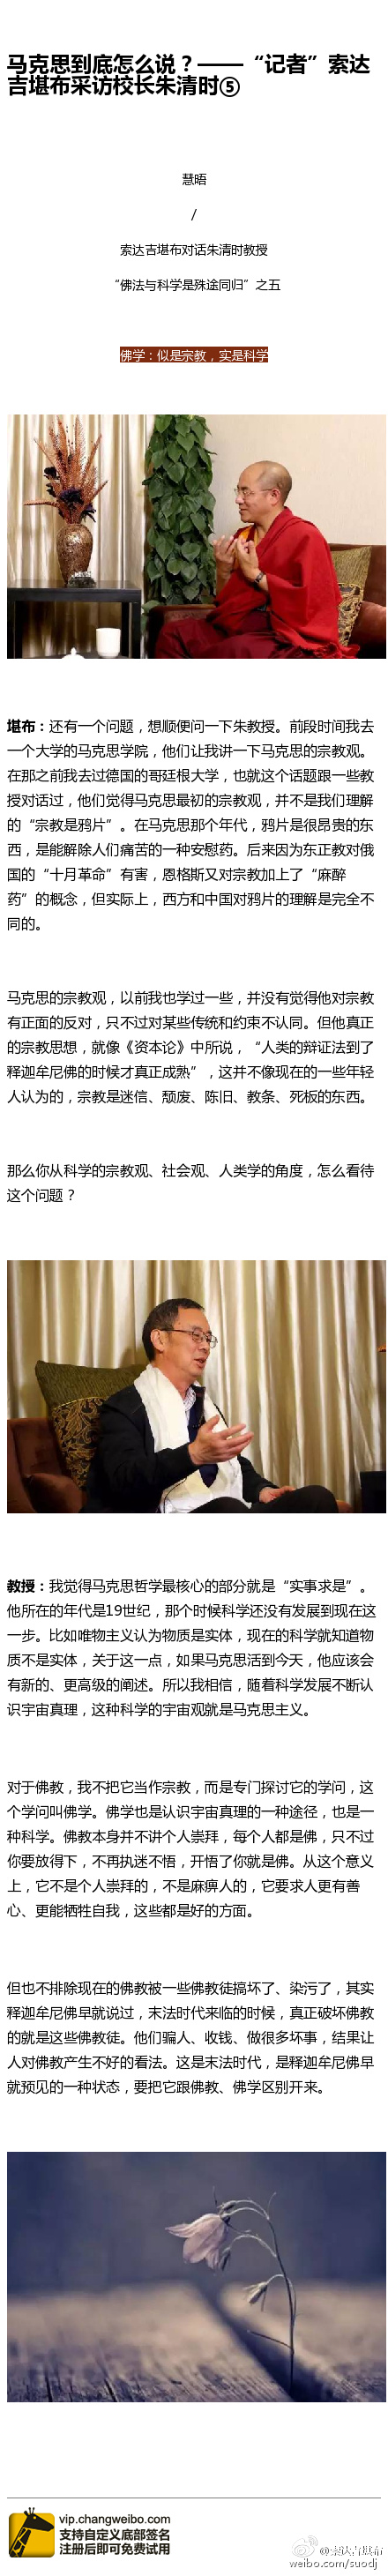 马克思到底怎么说？——“记者”索达
吉堪布采访校长朱清时⑤
慧晤
/
索达吉堪布对话朱清时教授
“佛法与科学是殊途同归”之五
佛学：似是宗教，实是科学
堪布：还有一个问题，想顺便问一下朱教授。前段时间我去
一个大学的马克思学院，他们让我讲一下马克思的宗教观。
在那之前我去过德国的哥廷根大学，也就这个话题跟一些教
授对话过，他们觉得马克思最初的宗教观，并不是我们理解
的“宗教是鸦片”。在马克思那个年代，鸦片是很昂贵的东
西，是能解除人们痛苦的一种安慰药。后来因为东正教对俄
国的“十月革命”有害，恩格斯又对宗教加上了“麻醉
药”的概念，但实际上，西方和中国对鸦片的理解是完全不
同的。
马克思的宗教观，以前我也学过一些，并没有觉得他对宗教
有正面的反对，只不过对某些传统和约束不认同。但他真正
的宗教思想，就像《资本论》中所说，“人类的辩证法到了
释迦牟尼佛的时候才真正成熟”，这并不像现在的一些年轻
人认为的，宗教是迷信、颓废、陈旧、教条、死板的东西。
那么你从科学的宗教观、社会观、人类学的角度，怎么看待
这个问题？
教授：我觉得马克思哲学最核心的部分就是“实事求是”。
他所在的年代是19世纪，那个时候科学还没有发展到现在这
一步。比如唯物主义认为物质是实体，现在的科学就知道物
质不是实体，关于这一点，如果马克思活到今天，他应该会
有新的、更高级的阐述。所以我相信，随着科学发展不断认
识宇宙真理，这种科学的宇宙观就是马克思主义。
对于佛教，我不把它当作宗教，而是专门探讨它的学问，这
个学问叫佛学。佛学也是认识宇宙真理的一种途径，也是一
种科学。佛教本身并不讲个人崇拜，每个人都是佛，只不过
你要放得下，不再执迷不悟，开悟了你就是佛。从这个意义
上，它不是个人崇拜的，不是麻痹人的，它要求人更有善
心、更能牺牲自我，这些都是好的方面。
但也不排除现在的佛教被一些佛教徒搞坏了、染污了，其实
释迦牟尼佛早就说过，末法时代来临的时候，真正破坏佛教
的就是这些佛教徒。他们骗人、收钱、做很多坏事，结果让
人对佛教产生不好的看法。这是末法时代，是释迦牟尼佛早
就预见的一种状态，要把它跟佛教、佛学区别开来。
vip.changweibo.com
支持自定义底部签名
注册后即可免费试用
@索达吉堪布
weibo.com/suodj